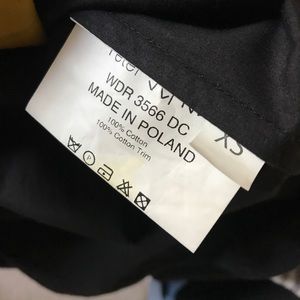 WDR 3566 DC
MADE IN POLAND
XS
100% Cotton
100% Cotton Trim